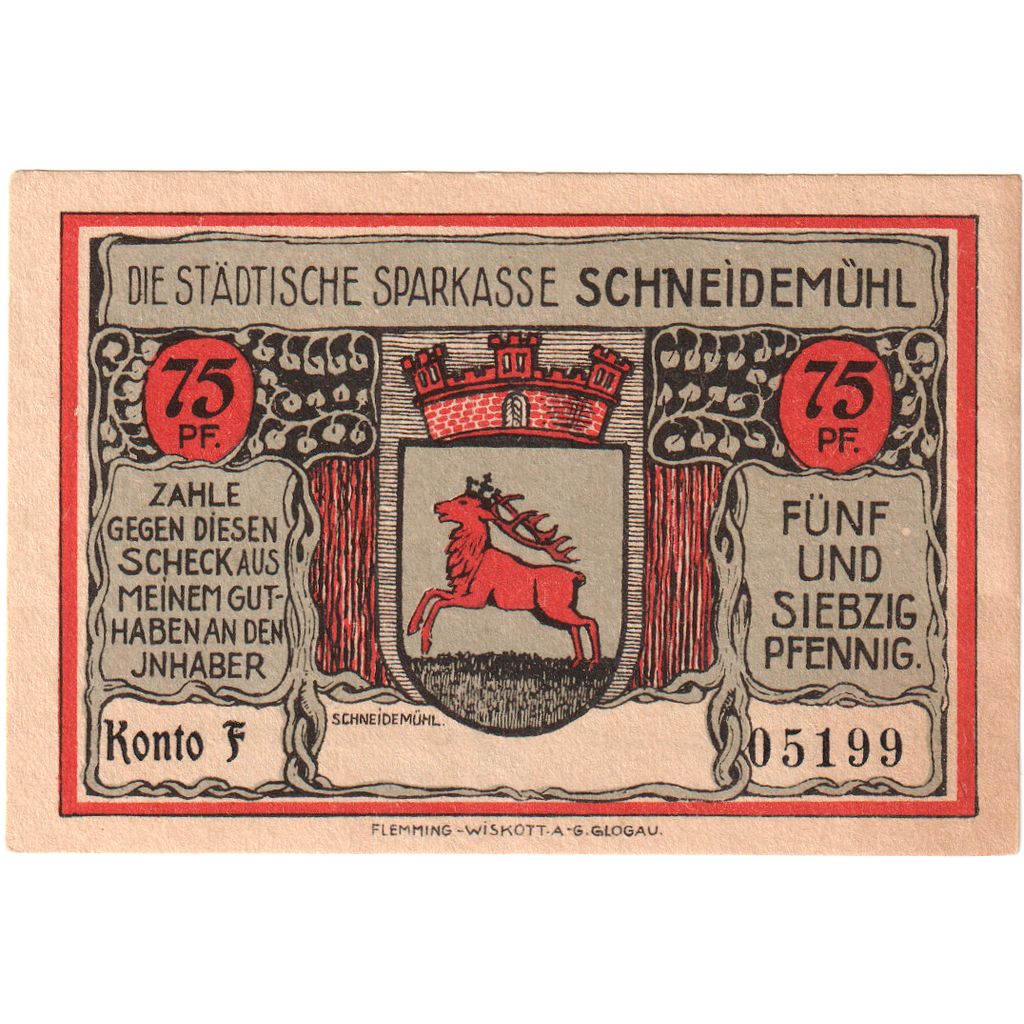 DIE STÄDTISCHE SPARKASSE SCHNEIDEMÜHL
75
PF.
75
PF.
ZAHLE
GEGEN DIESEN
SCHECK AUS
MEINEM GUT-
HABEN AN DEN
JNHABER
FÜNF
UND
SIEBZIG
PFENNIG.
SCHNEIDEMÜHL.
Konto F
05199
FLEMMING-WISKOTT.A-G.GLOGAU.